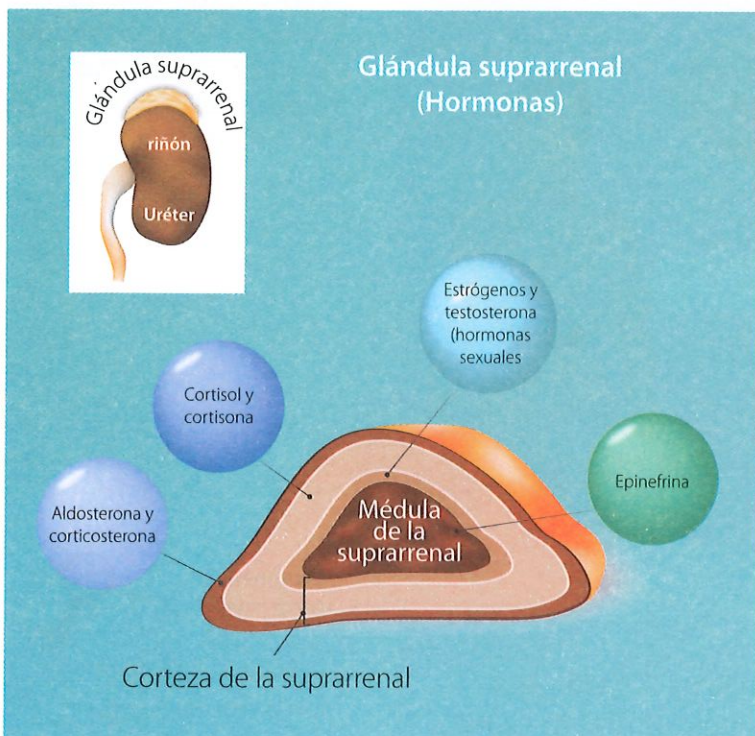 Glándula suprarrenal
riñón
Uréter
Glándula suprarrenal
(Hormonas)
Estrógenos y
testosterona
(hormonas
sexuales
Cortisol y
cortisona
Epinefrina
Aldosterona y
corticosterona
Médula
de la
suprarrenal
Corteza de la suprarrenal